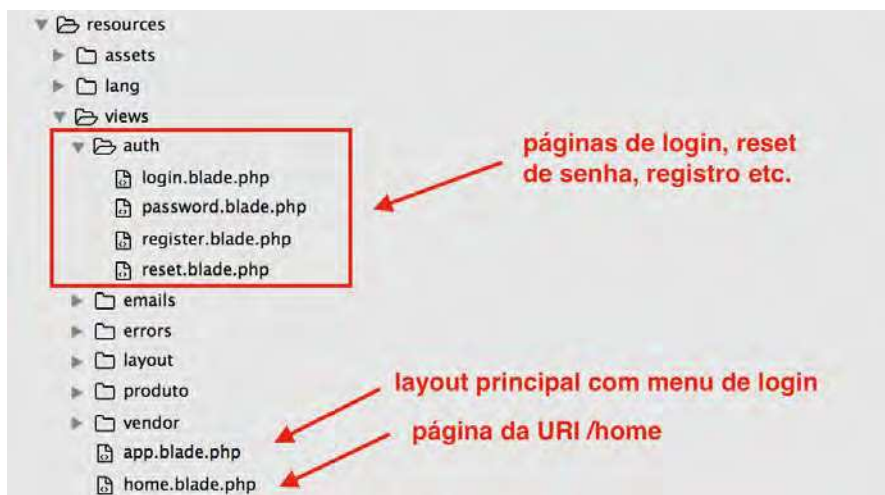 resources
assets
lang
views
auth
login.blade.php
password.blade.php
register.blade.php
reset.blade.php
páginas de login, reset
de senha, registro etc.
emails
errors
layout
produto
vendor
app.blade.php
home.blade.php
layout principal com menu de login
página da URI /home